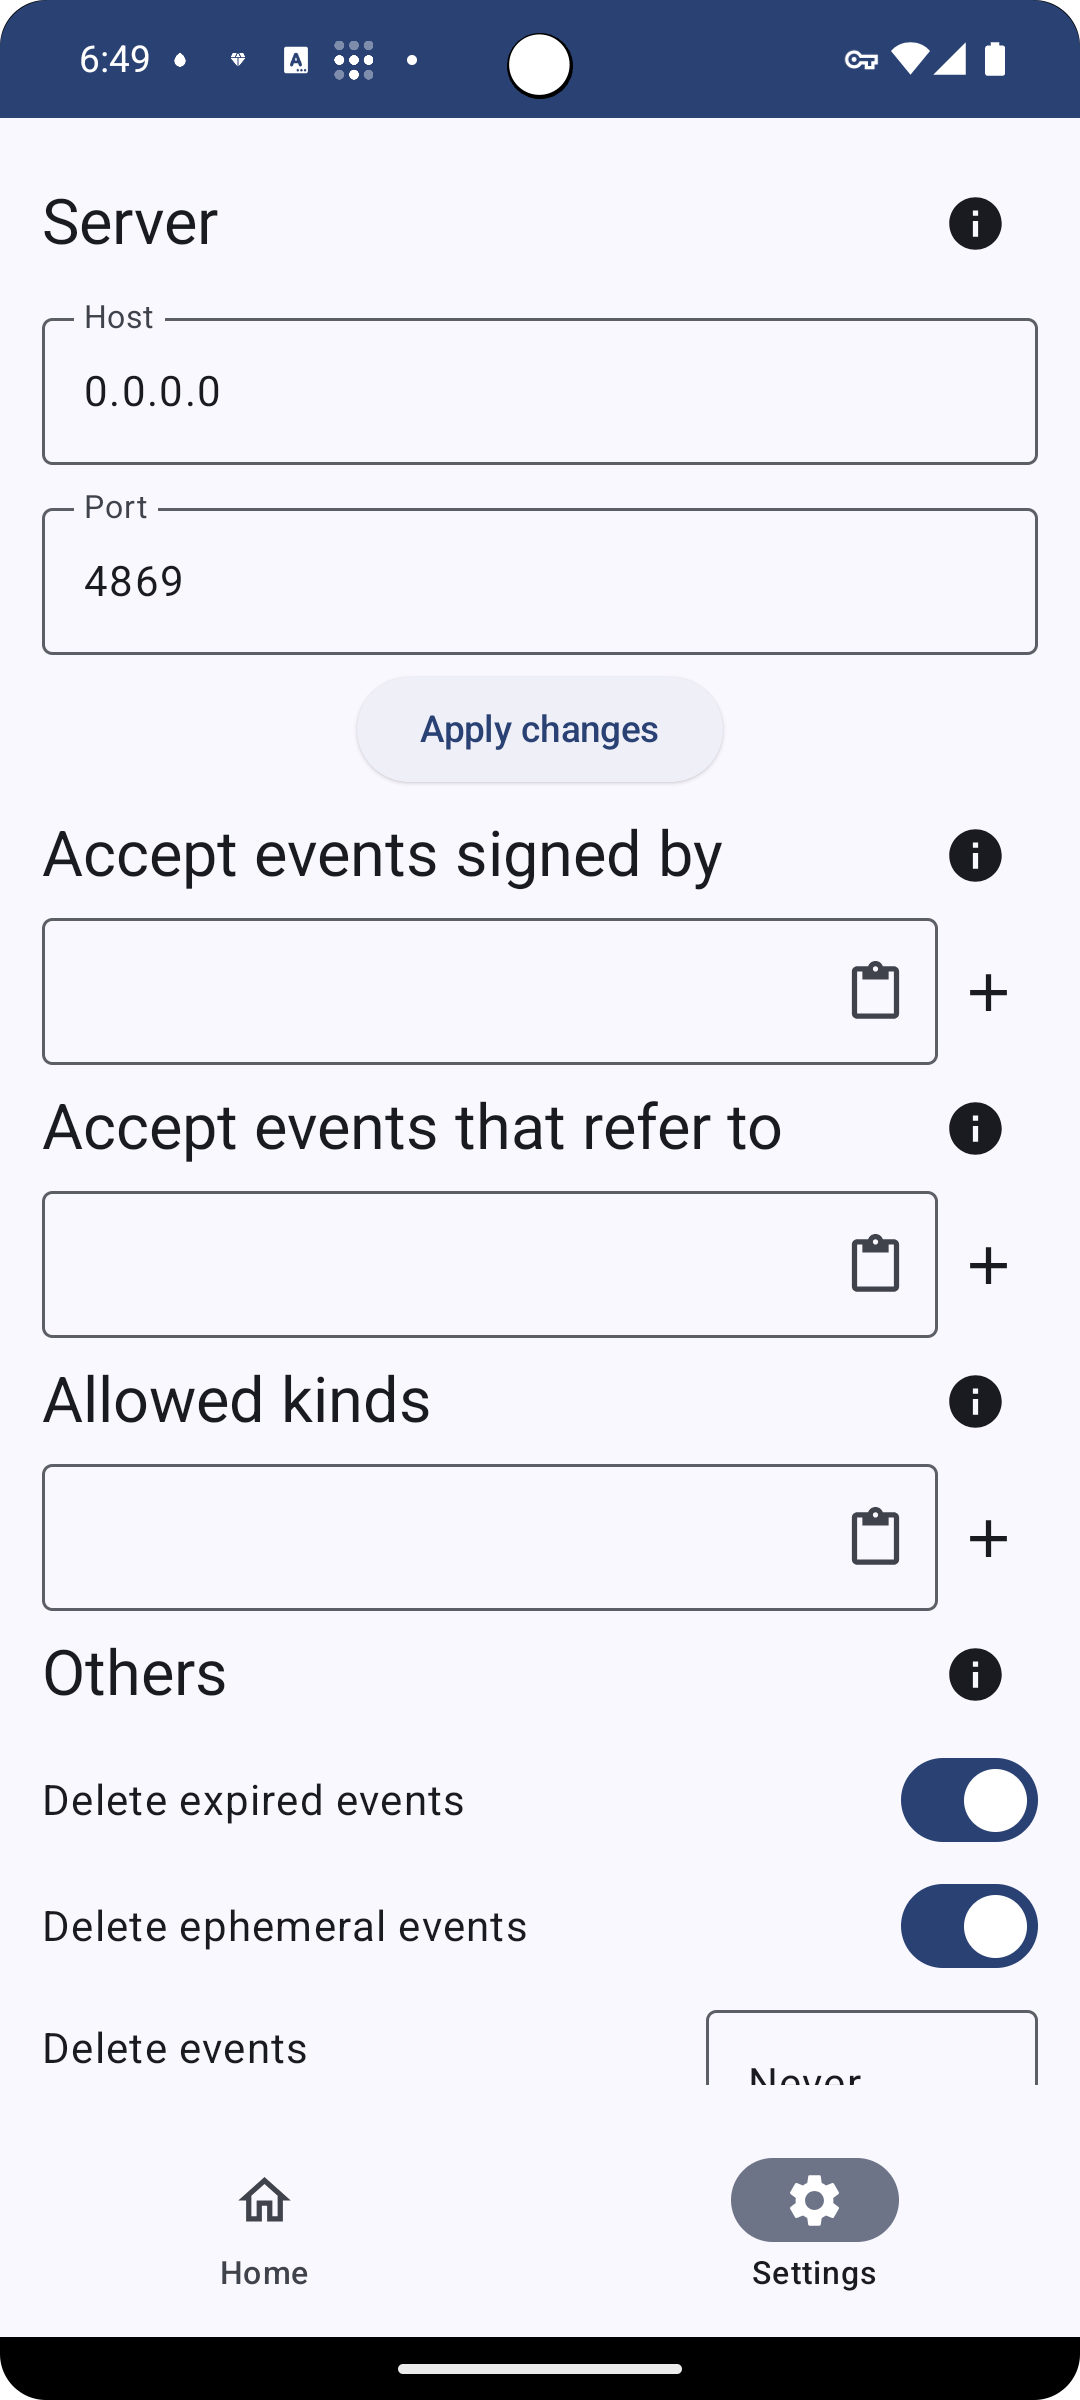 6:49
Server
Host
0.0.0.0
Port
4869
Apply changes
Accept events signed by
Accept events that refer to
Allowed kinds
Others
Delete expired events
Delete ephemeral events
Delete events
Never
Home
Settings